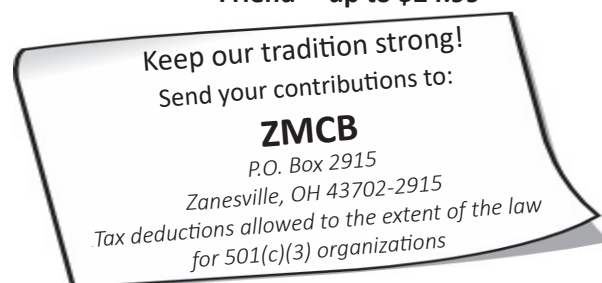 Keep our tradition strong!
Send your contributions to:
ZMCB
P.O. Box 2915
Zanesville, OH 43702-2915
Tax deductions allowed to the extent of the law
for 501(c)(3) organizations